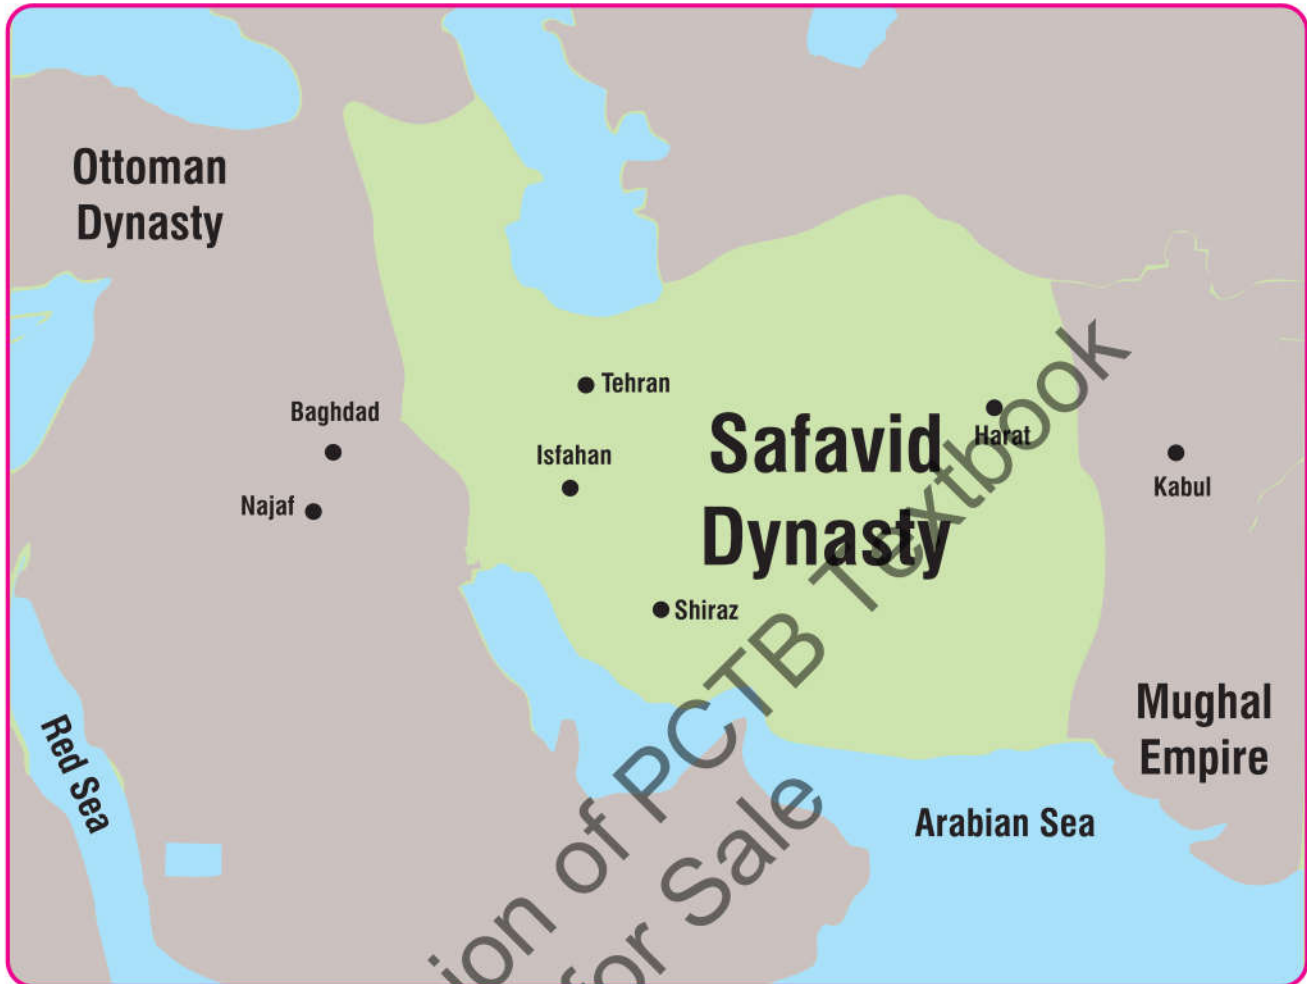 Ottoman
Dynasty
Tehran
Baghdad
Safavid
Dynasty
Harat
Isfahan
Kabul
Najaf
Shiraz
Mughal
Empire
Red Sea
Arabian Sea
ion of PCTB Textbook
for Sale